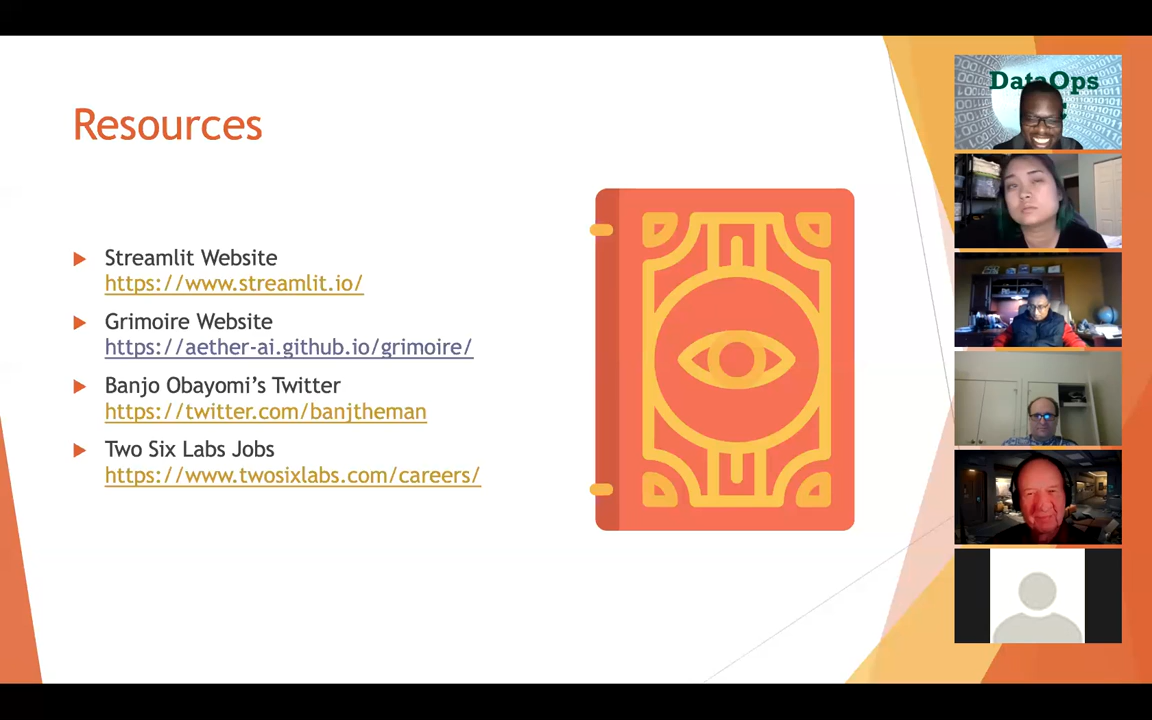 Resources
Streamlit Website
https://www.streamlit.io/
Grimoire Website
https://aether-ai.github.io/grimoire/
Banjo Obayomi's Twitter
https://twitter.com/banjtheman
Two Six Labs Jobs
https://www.twosixlabs.com/careers/
DataOps